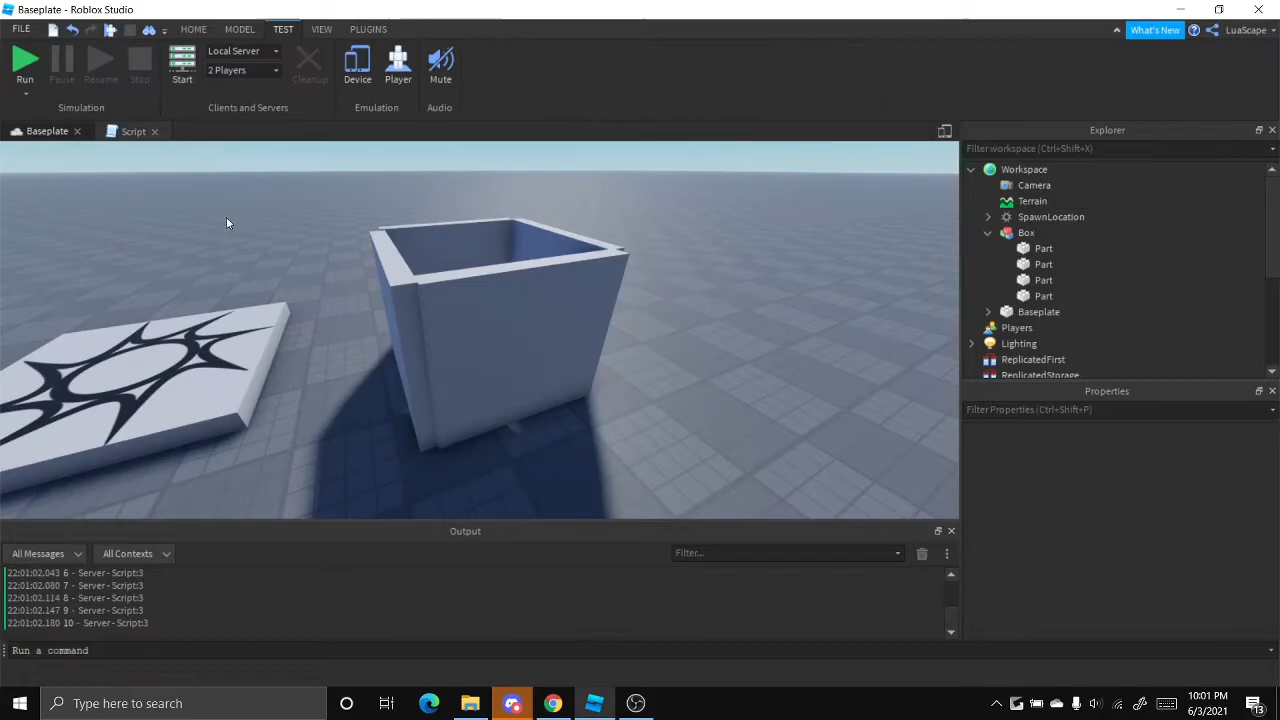 Baseplate - Roblox Studio
FILE HOME MODEL TEST VIEW PLUGINS What's New LuaScape
Run Pause Resume Stop Start Local Server 2 Players Cleanup Device Player Mute
Simulation Clients and Servers Emulation Audio
Baseplate Script
Explorer
Filter workspace (Ctrl+Shift+X)
Workspace
Camera
Terrain
SpawnLocation
Box
Part
Part
Part
Part
Baseplate
Players
Lighting
ReplicatedFirst
ReplicatedStorage
Properties
Filter Properties (Ctrl+Shift+P)
Output
All Messages All Contexts Filter...
22:01:02.043 6 - Server - Script:3
22:01:02.080 7 - Server - Script:3
22:01:02.114 8 - Server - Script:3
22:01:02.147 9 - Server - Script:3
22:01:02.180 10 - Server - Script:3
Run a command
Type here to search
10:01 PM
6/3/2021